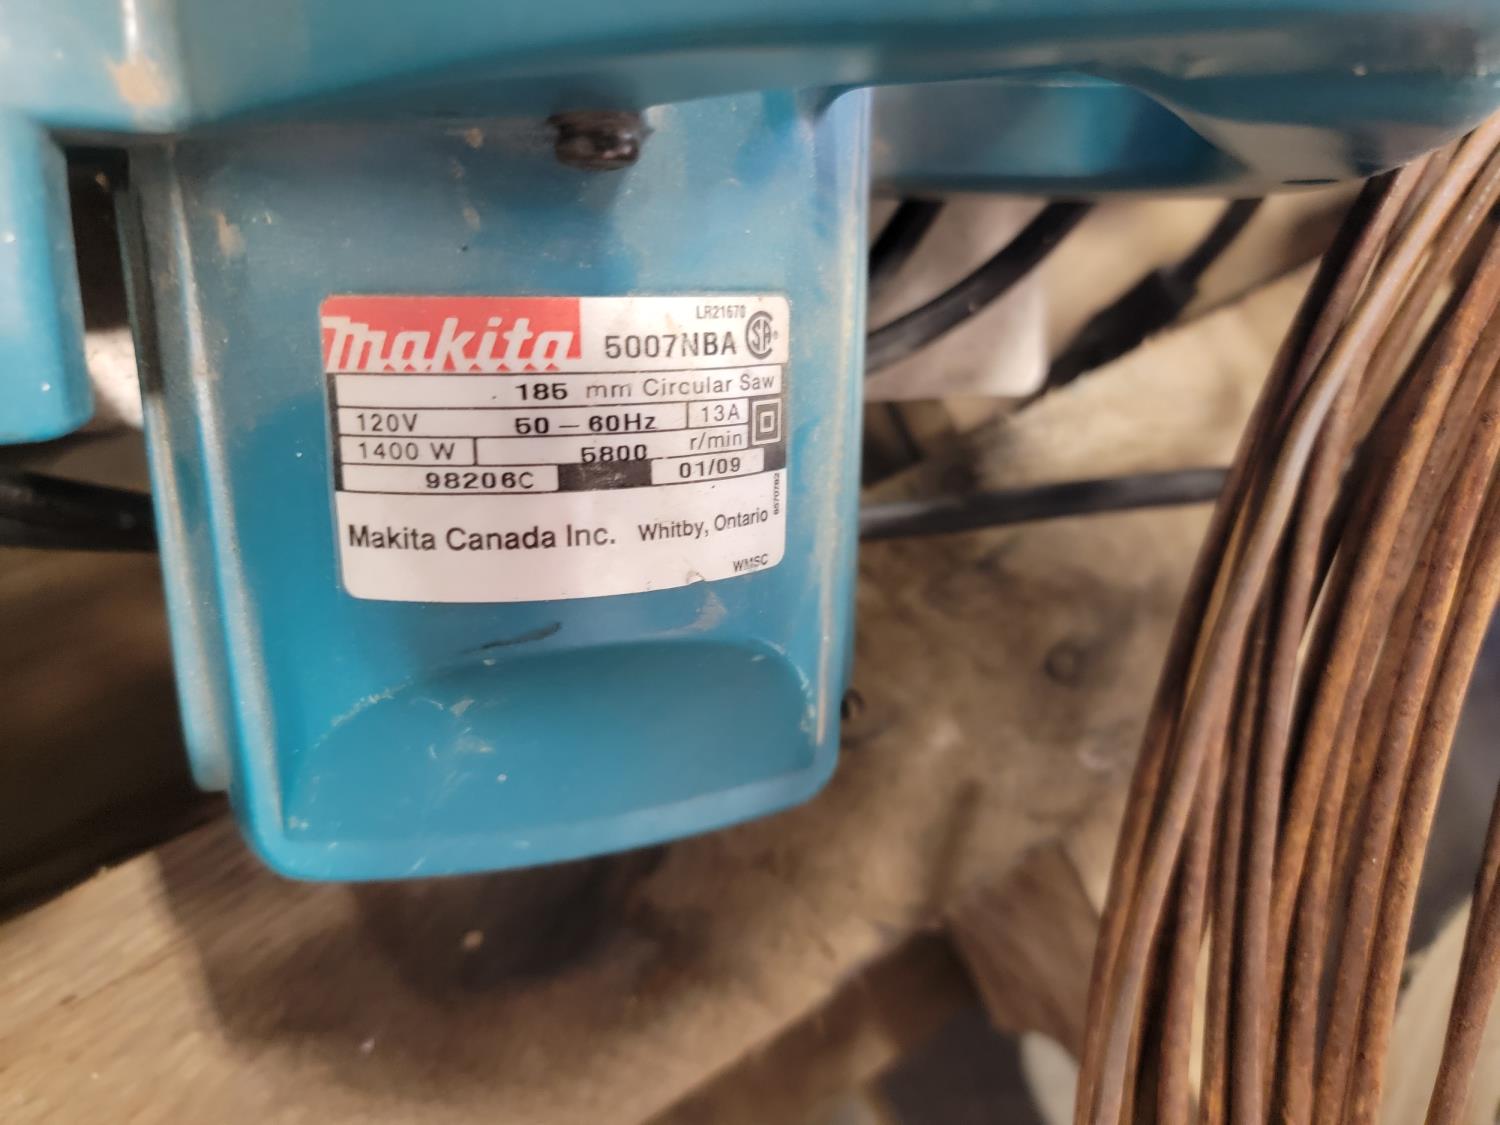 makita
LR21670
5007NBA
185 mm Circular Saw
120V 50 – 60Hz 13A
1400 W 5800 r/min
98206C 01/09
Makita Canada Inc. Whitby, Ontario
WMSC